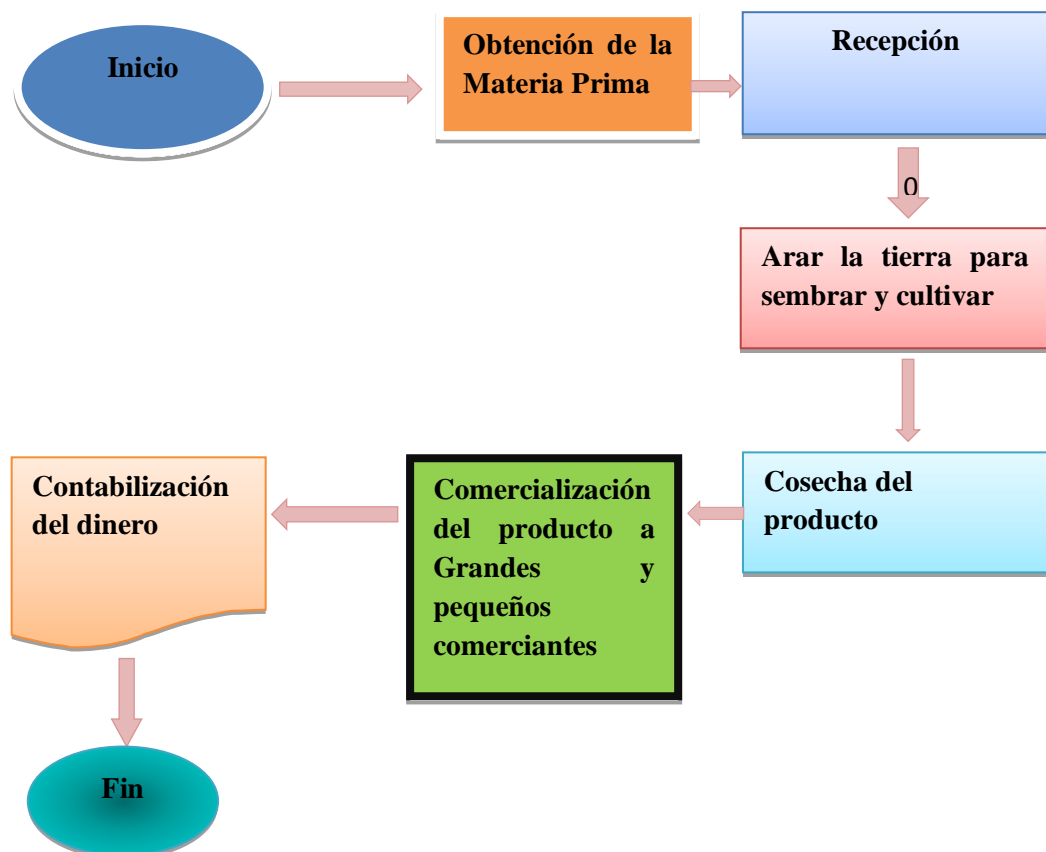 Inicio
Obtención de la
Materia Prima
Recepción
0
Arar la tierra para
sembrar y cultivar
Cosecha del
producto
Comercialización
del producto a
Grandes y
pequeños
comerciantes
Contabilización
del dinero
Fin